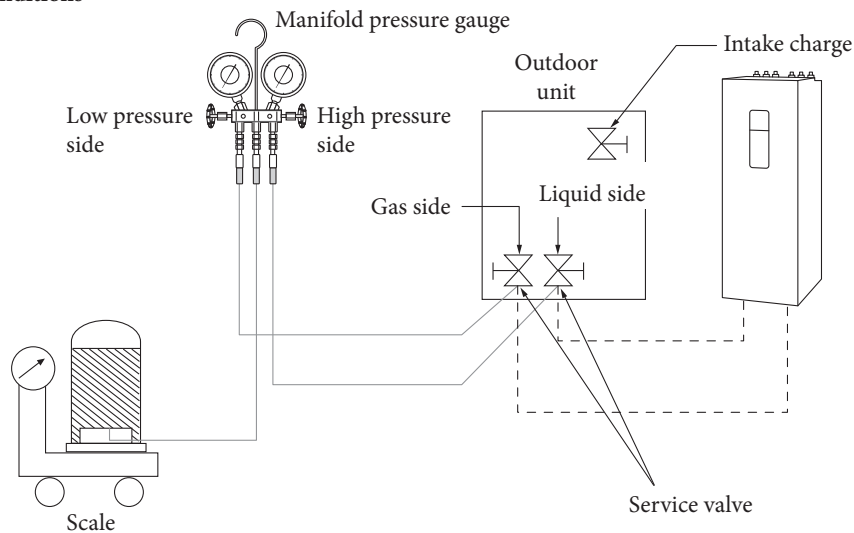 Manifold pressure gauge
Intake charge
Outdoor
unit
Low pressure
side
High pressure
side
Gas side
Liquid side
Service valve
Scale